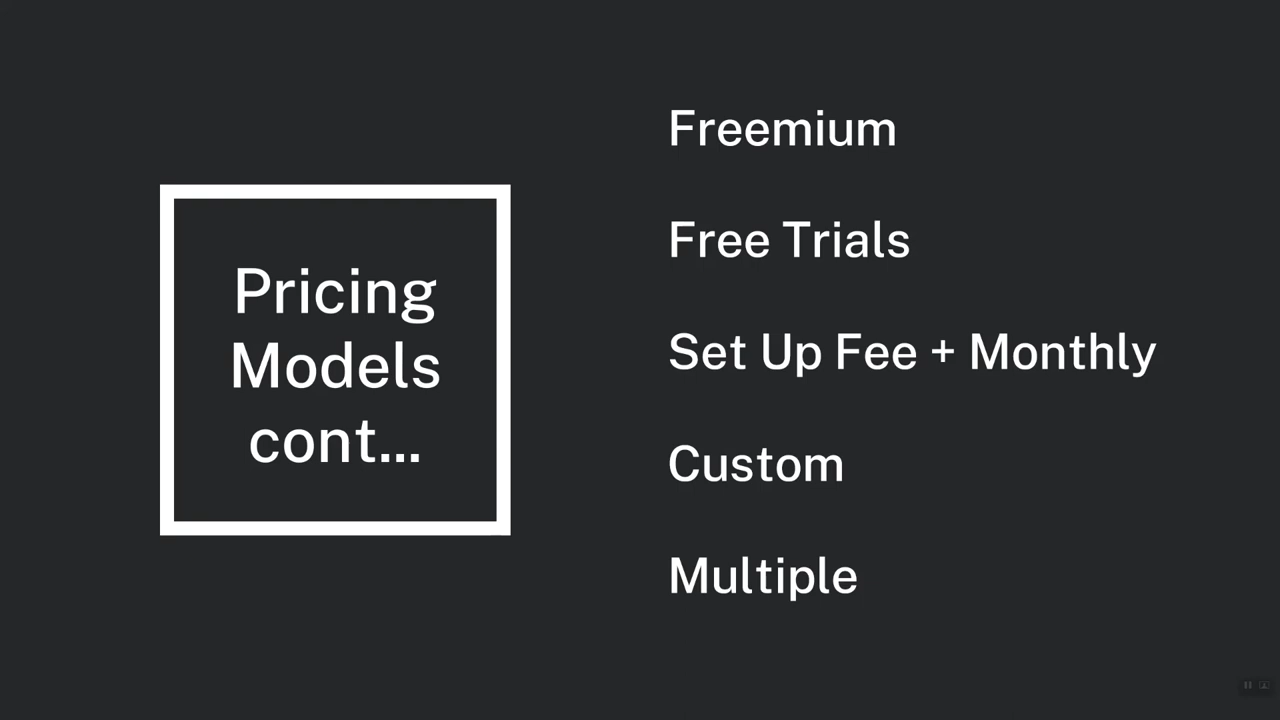 Pricing
Models
cont...
Freemium
Free Trials
Set Up Fee + Monthly
Custom
Multiple